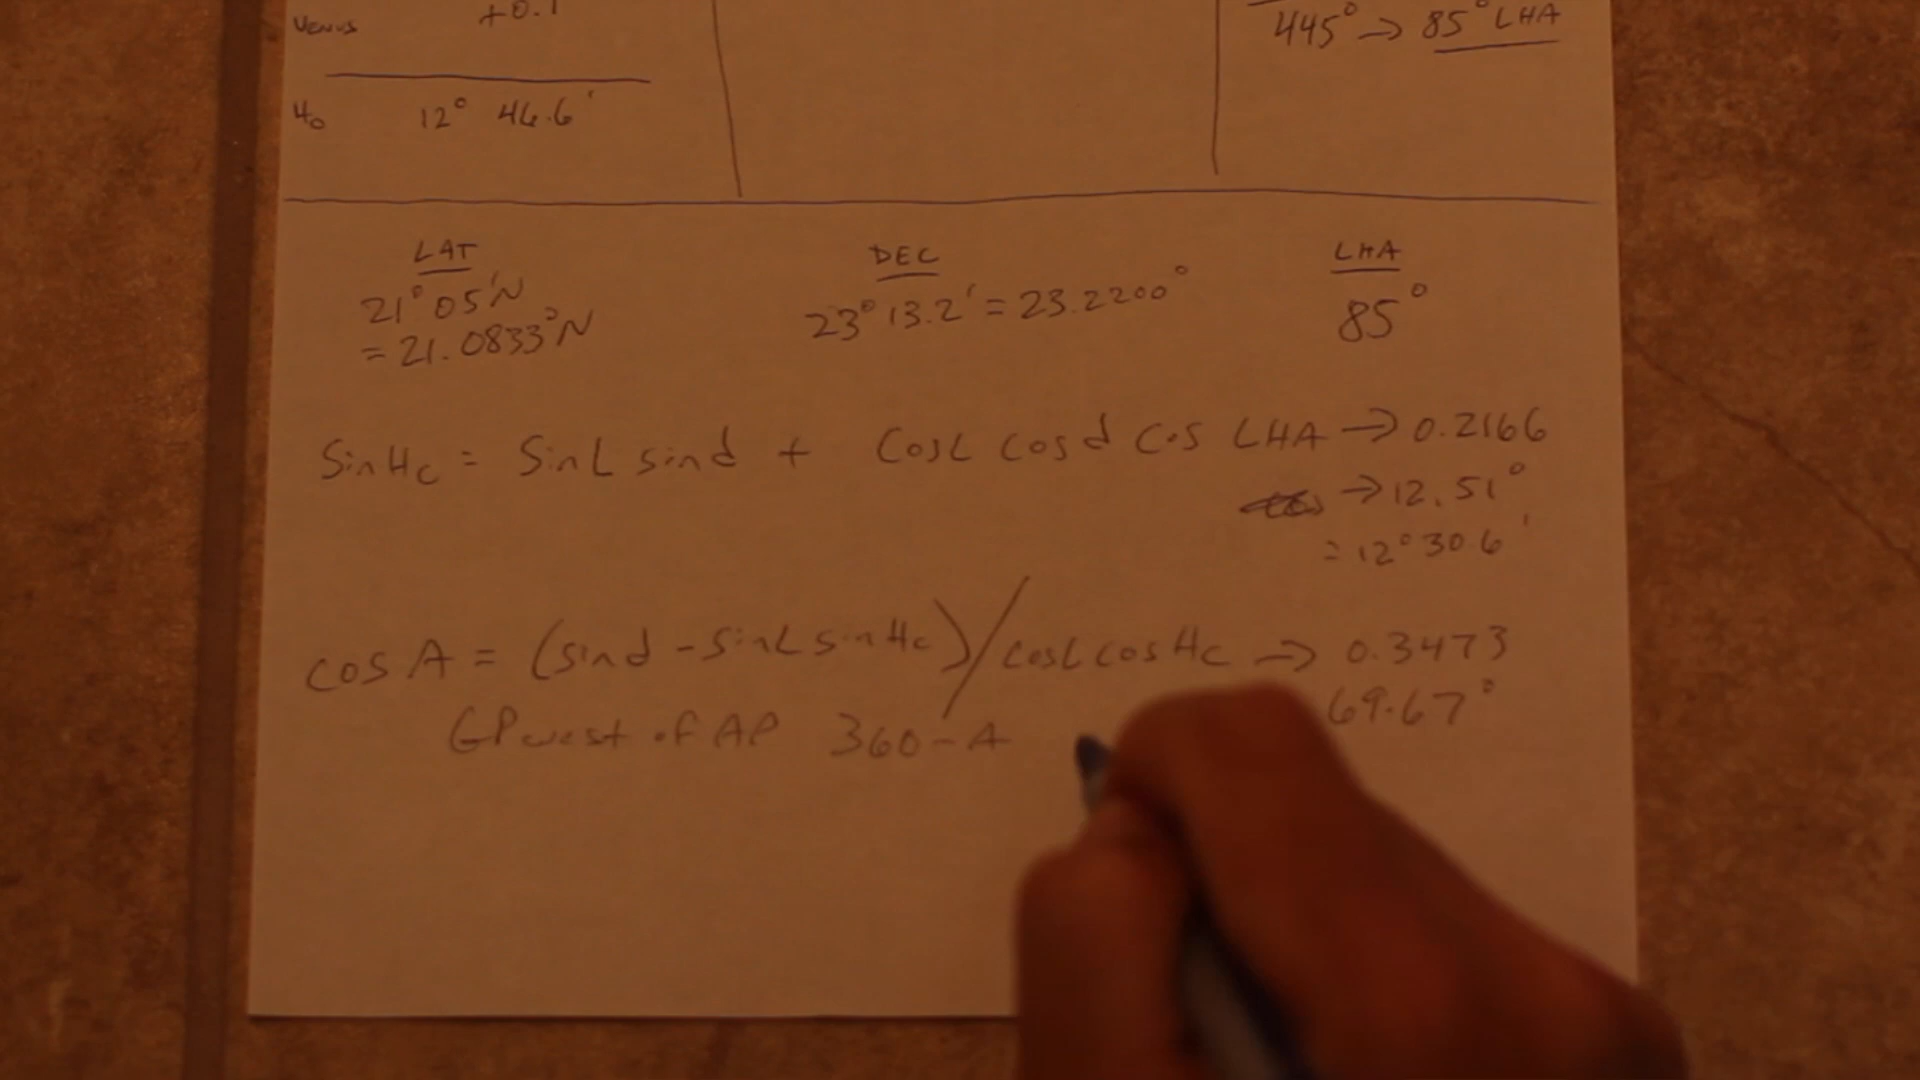 Venus +0.1
445° → 85° LHA
Ho 12° 46.6'
LAT DEC LHA
21° 05'N 23° 13.2' = 23.2200° 85°
= 21.0833°N
Sin Hc = Sin L sin d + Cos L cos d Cos LHA → 0.2166
→ 12.51°
= 12° 30.6'
cos A = (sin d - sin L sin Hc) / cos L cos Hc → 0.3473
69.67°
GP west of AP 360 - A